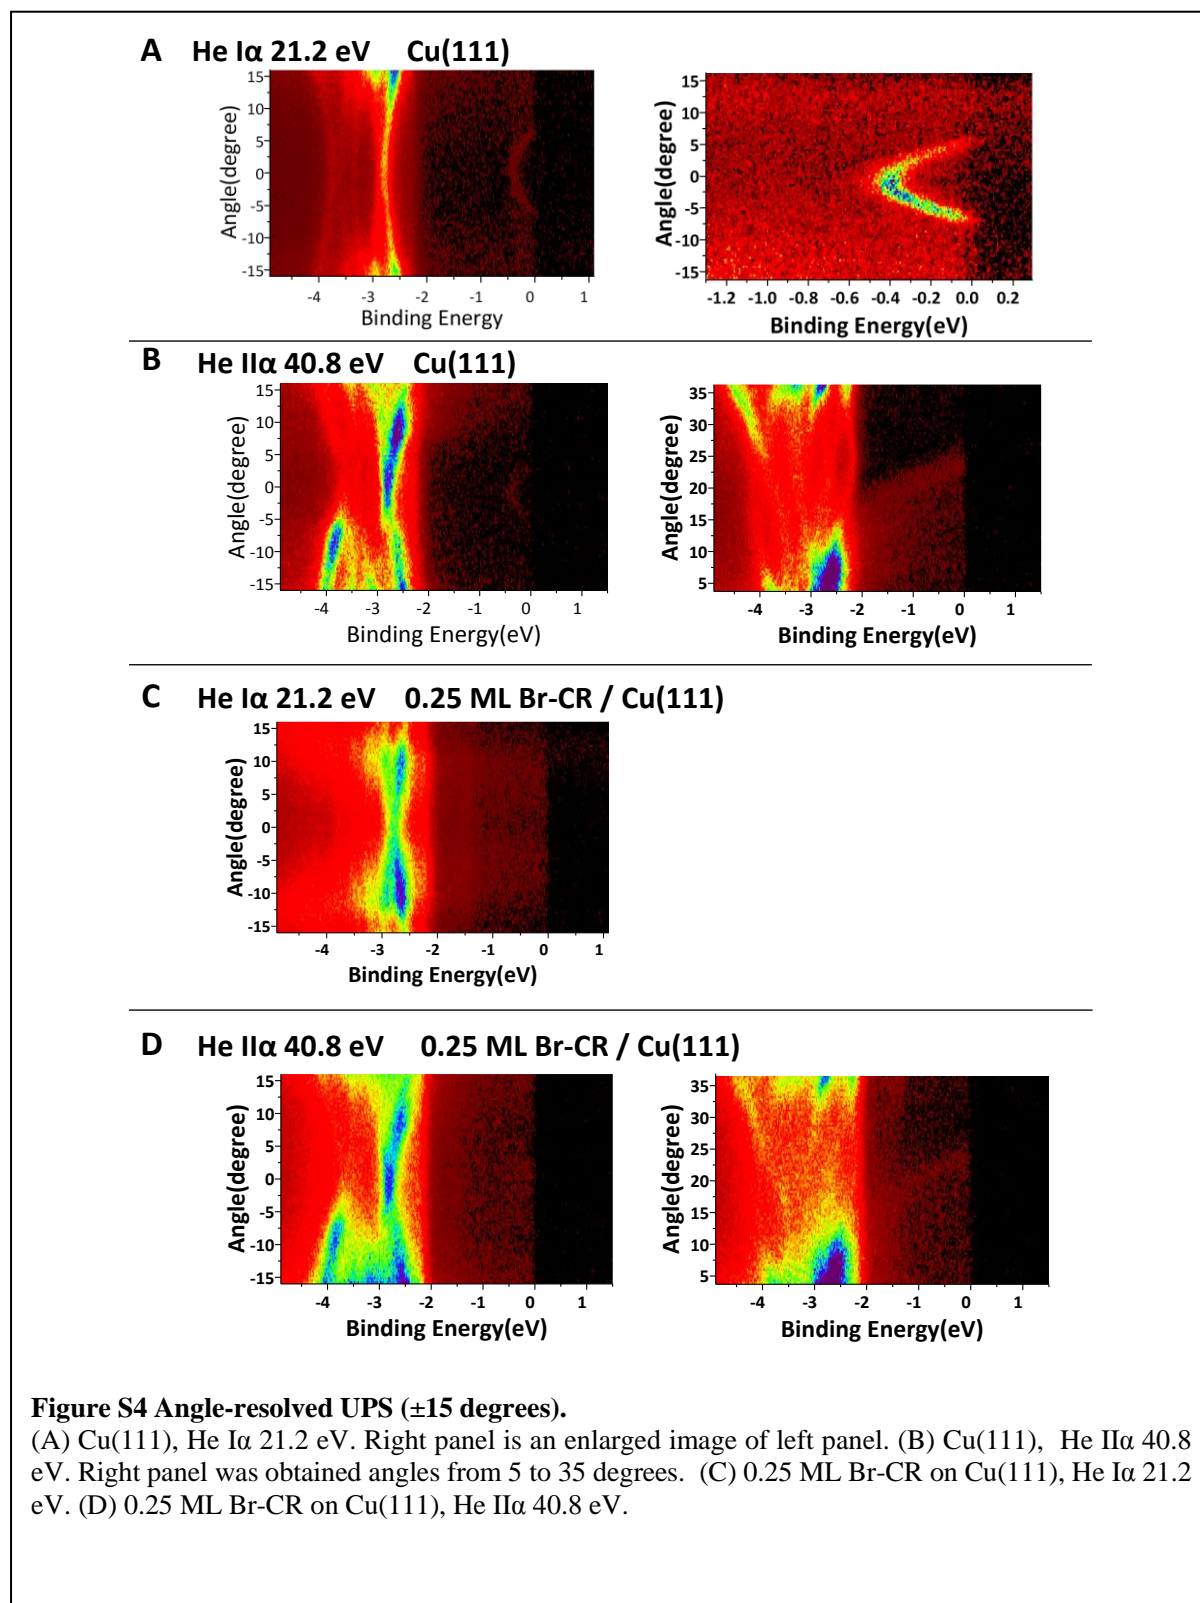 A He Iα 21.2 eV Cu(111)
15
10
5
0
-5
-10
-15
Angle(degree)
-4 -3 -2 -1 0 1
Binding Energy
15
10
5
0
-5
-10
-15
Angle(degree)
-1.2 -1.0 -0.8 -0.6 -0.4 -0.2 0.0 0.2
Binding Energy(eV)
B He IIα 40.8 eV Cu(111)
15
10
5
0
-5
-10
-15
Angle(degree)
-4 -3 -2 -1 0 1
Binding Energy(eV)
35
30
25
20
15
10
5
Angle(degree)
-4 -3 -2 -1 0 1
Binding Energy(eV)
C He Iα 21.2 eV 0.25 ML Br-CR / Cu(111)
15
10
5
0
-5
-10
-15
Angle(degree)
-4 -3 -2 -1 0 1
Binding Energy(eV)
D He IIα 40.8 eV 0.25 ML Br-CR / Cu(111)
15
10
5
0
-5
-10
-15
Angle(degree)
-4 -3 -2 -1 0 1
Binding Energy(eV)
35
30
25
20
15
10
5
Angle(degree)
-4 -3 -2 -1 0 1
Binding Energy(eV)
Figure S4 Angle-resolved UPS (±15 degrees).
(A) Cu(111), He Iα 21.2 eV. Right panel is an enlarged image of left panel. (B) Cu(111), He IIα 40.8
eV. Right panel was obtained angles from 5 to 35 degrees. (C) 0.25 ML Br-CR on Cu(111), He Iα 21.2
eV. (D) 0.25 ML Br-CR on Cu(111), He IIα 40.8 eV.